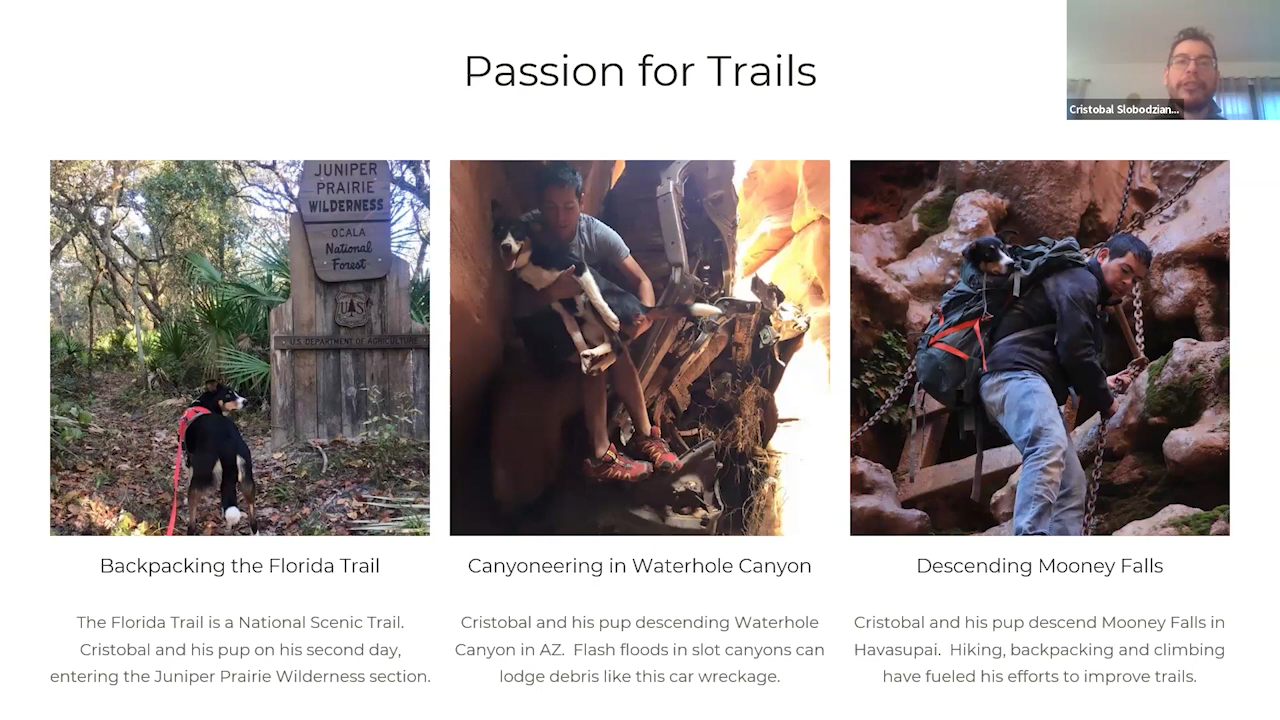 Passion for Trails
Cristobal Slobodzian...
JUNIPER
PRAIRIE
WILDERNESS
OCALA
National
Forest
U S
U.S. DEPARTMENT OF AGRICULTURE
Backpacking the Florida Trail
The Florida Trail is a National Scenic Trail.
Cristobal and his pup on his second day,
entering the Juniper Prairie Wilderness section.
Canyoneering in Waterhole Canyon
Cristobal and his pup descending Waterhole
Canyon in AZ.  Flash floods in slot canyons can
lodge debris like this car wreckage.
Descending Mooney Falls
Cristobal and his pup descend Mooney Falls in
Havasupai.  Hiking, backpacking and climbing
have fueled his efforts to improve trails.